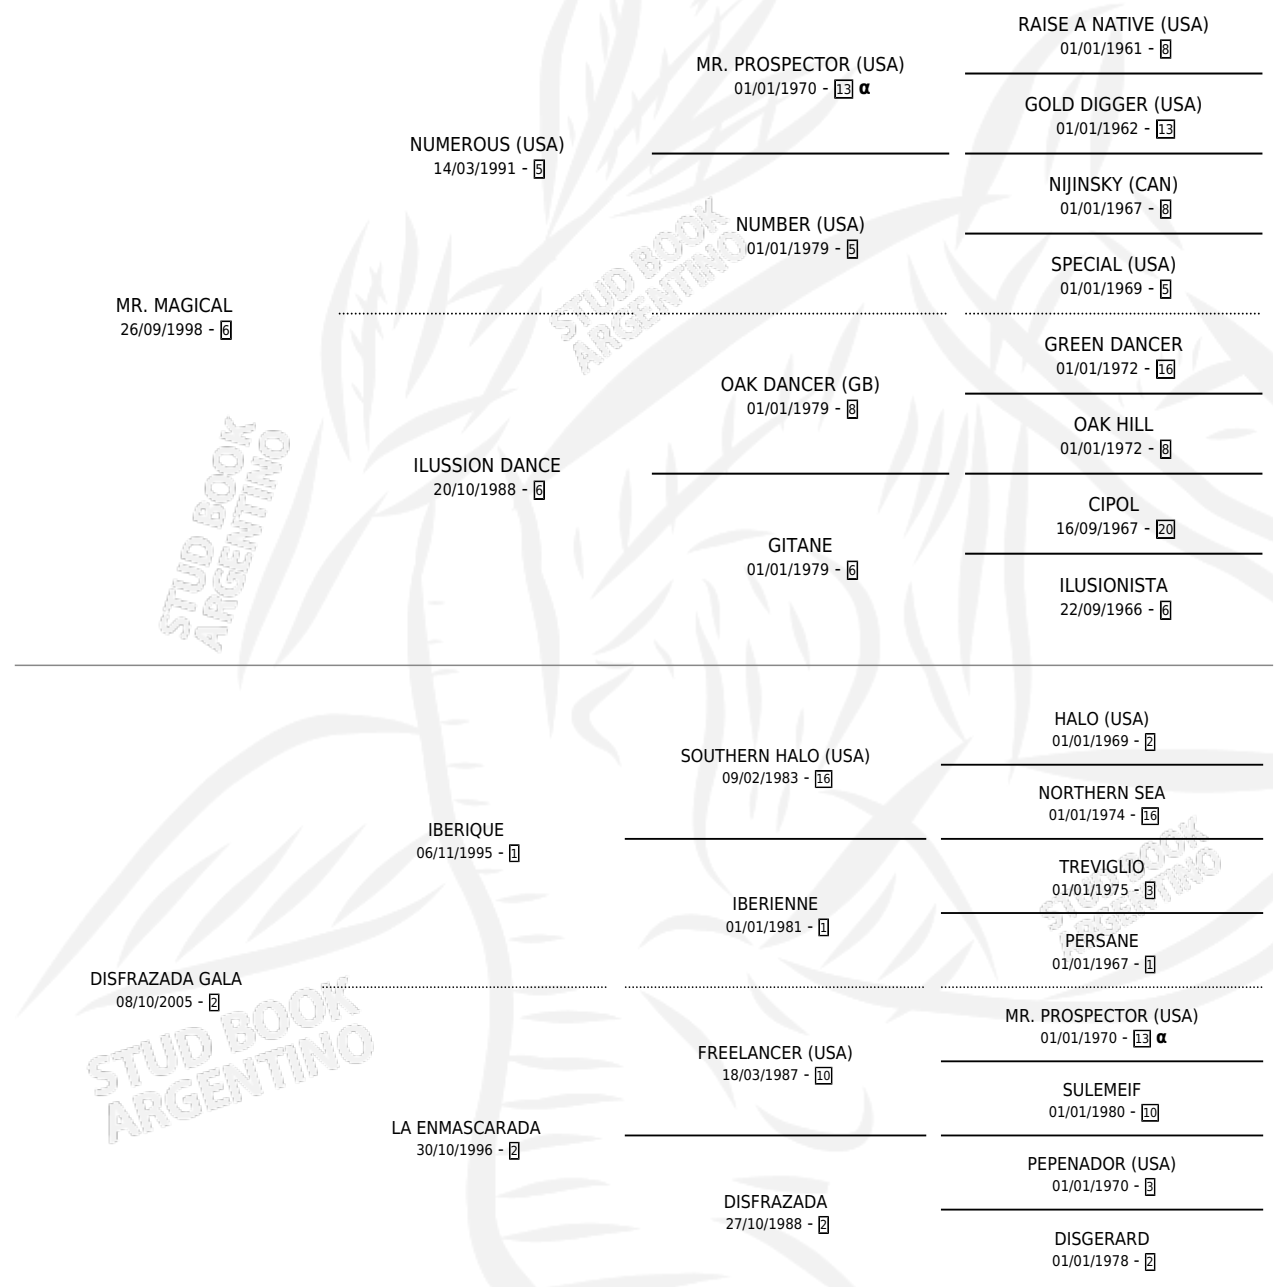 RAISE A NATIVE (USA)
01/01/1961 - 8
MR. PROSPECTOR (USA)
01/01/1970 - 13 α
GOLD DIGGER (USA)
01/01/1962 - 13
NUMEROUS (USA)
14/03/1991 - 5
NIJINSKY (CAN)
01/01/1967 - 8
NUMBER (USA)
01/01/1979 - 5
SPECIAL (USA)
01/01/1969 - 5
MR. MAGICAL
26/09/1998 - 6
GREEN DANCER
01/01/1972 - 16
OAK DANCER (GB)
01/01/1979 - 8
OAK HILL
01/01/1972 - 8
ILUSSION DANCE
20/10/1988 - 6
CIPOL
16/09/1967 - 20
GITANE
01/01/1979 - 6
ILUSIONISTA
22/09/1966 - 6
HALO (USA)
01/01/1969 - 2
SOUTHERN HALO (USA)
09/02/1983 - 16
NORTHERN SEA
01/01/1974 - 16
IBERIQUE
06/11/1995 - 1
TREVIGLIO
01/01/1975 - 3
IBERIENNE
01/01/1981 - 1
PERSANE
01/01/1967 - 1
DISFRAZADA GALA
08/10/2005 - 2
MR. PROSPECTOR (USA)
01/01/1970 - 13 α
FREELANCER (USA)
18/03/1987 - 10
SULEMEIF
01/01/1980 - 10
LA ENMASCARADA
30/10/1996 - 2
PEPENADOR (USA)
01/01/1970 - 3
DISFRAZADA
27/10/1988 - 2
DISGERARD
01/01/1978 - 2
STUD BOOK
ARGENTINO
STUD BOOK
ARGENTINO
STUD BOOK
ARGENTINO
STUD BOOK
ARGENTINO